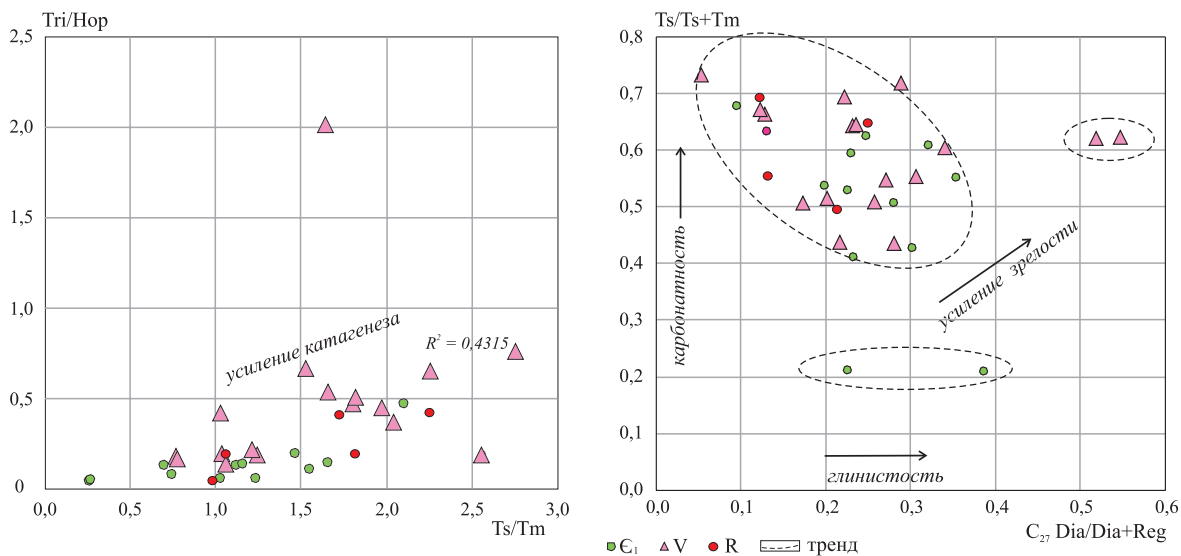 Tri/Hop
2,5
2,0
1,5
1,0
0,5
0
0,0
0,5
1,0
1,5
2,0
2,5
3,0
Ts/Tm
усиление катагенеза
R² = 0,4315
Ts/Ts+Tm
0,8
0,7
0,6
0,5
0,4
0,3
0,2
0,1
0,0
0,1
0,2
0,3
0,4
0,5
0,6
C₂₇ Dia/Dia+Reg
карбонатность
усиление зрелости
глинистость
Є₁ V R тренд